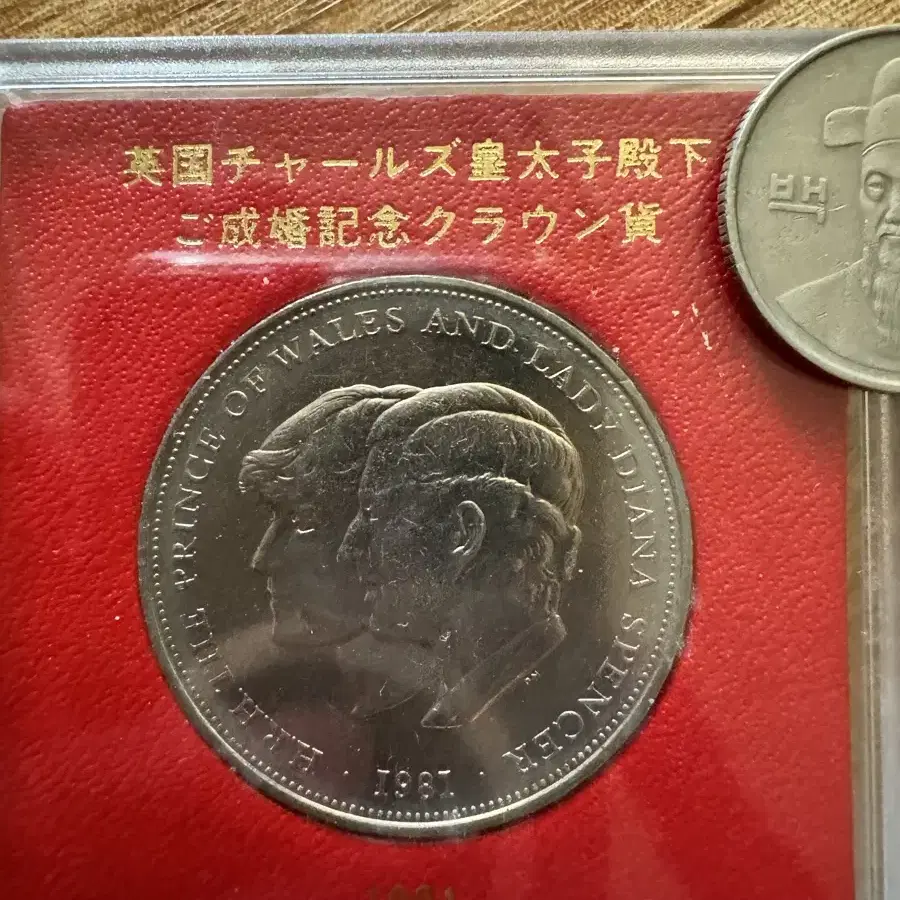 英国チャールズ皇太子殿下
ご成婚記念クラウン貨
H.R.H. THE PRINCE OF WALES AND LADY DIANA SPENCER
· 1981 ·
백
1981